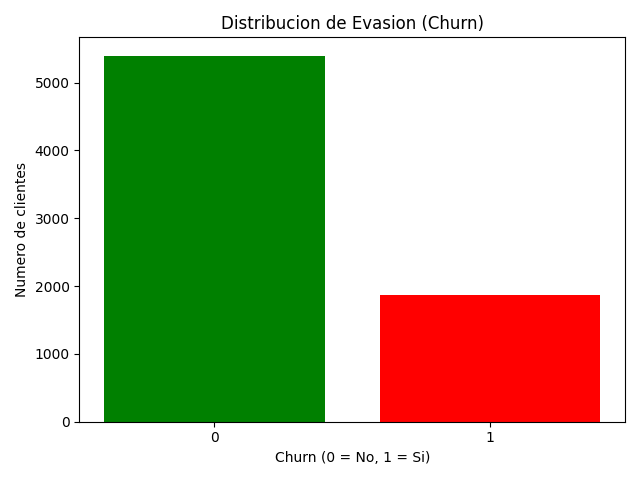 Distribucion de Evasion (Churn)
Numero de clientes
5000
4000
3000
2000
1000
0
0 1
Churn (0 = No, 1 = Si)